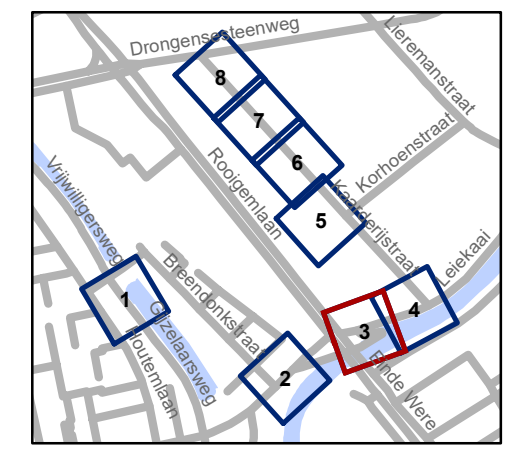 Drongensesteenweg
Lieremanstraat
8
7
6
Korhoenstraat
Rooigemlaan
Kaarderijstraat
5
Vrijwilligersweg
Leiekaai
Breendonkstraat
1
Gijzelaarsweg
4
3
Houtemlaan
2
Einde Were